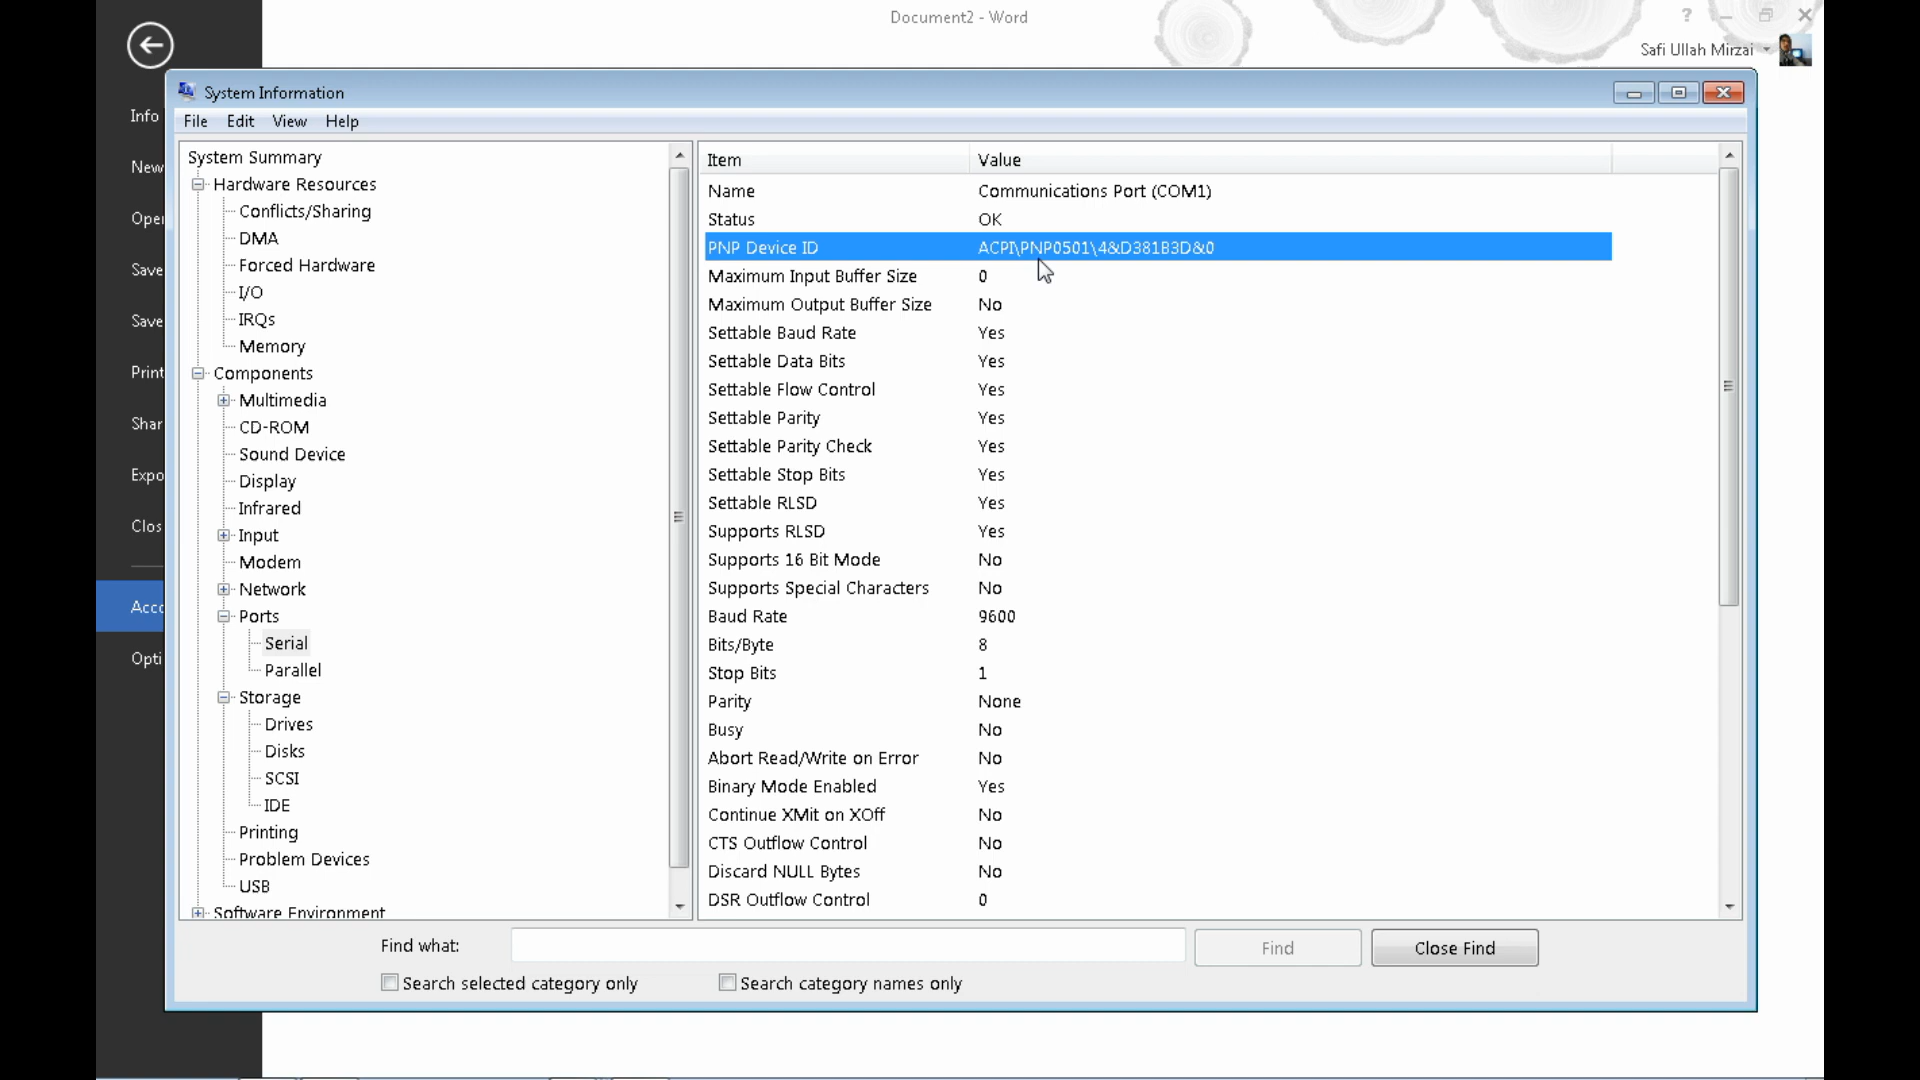 Document2 - Word
?
Safi Ullah Mirzai
System Information
File Edit View Help
Info
New
Oper
Save
Save
Print
Shar
Expo
Clos
Acco
Opti
System Summary
Hardware Resources
Conflicts/Sharing
DMA
Forced Hardware
I/O
IRQs
Memory
Components
Multimedia
CD-ROM
Sound Device
Display
Infrared
Input
Modem
Network
Ports
Serial
Parallel
Storage
Drives
Disks
SCSI
IDE
Printing
Problem Devices
USB
Software Environment
Item Value
Name Communications Port (COM1)
Status OK
PNP Device ID ACPI\PNP0501\4&D381B3D&0
Maximum Input Buffer Size 0
Maximum Output Buffer Size No
Settable Baud Rate Yes
Settable Data Bits Yes
Settable Flow Control Yes
Settable Parity Yes
Settable Parity Check Yes
Settable Stop Bits Yes
Settable RLSD Yes
Supports RLSD Yes
Supports 16 Bit Mode No
Supports Special Characters No
Baud Rate 9600
Bits/Byte 8
Stop Bits 1
Parity None
Busy No
Abort Read/Write on Error No
Binary Mode Enabled Yes
Continue XMit on XOff No
CTS Outflow Control No
Discard NULL Bytes No
DSR Outflow Control 0
Find what: Find Close Find
Search selected category only Search category names only